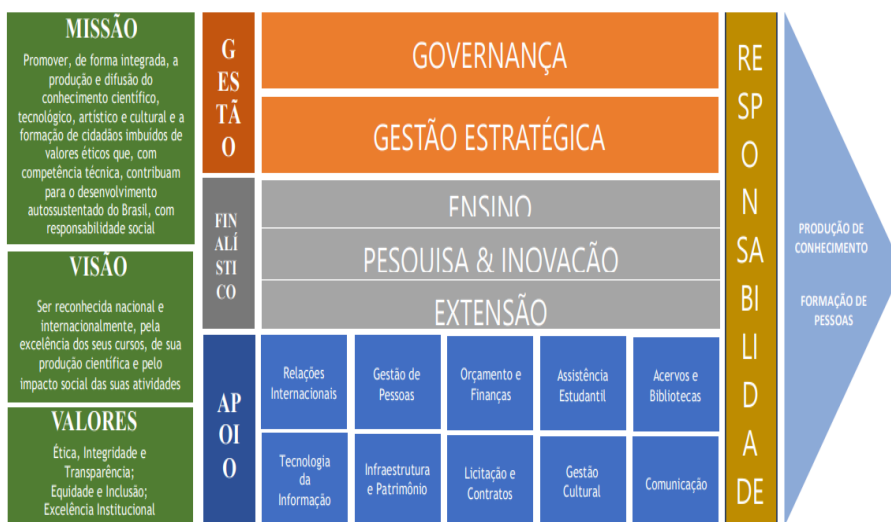 MISSÃO
Promover, de forma integrada, a
produção e difusão do
conhecimento científico,
tecnológico, artístico e cultural e a
formação de cidadãos imbuídos de
valores éticos que, com
competência técnica, contribuam
para o desenvolvimento
autossustentado do Brasil, com
responsabilidade social
VISÃO
Ser reconhecida nacional e
internacionalmente, pela
excelência dos seus cursos, de sua
produção científica e pelo
impacto social das suas atividades
VALORES
Ética, Integridade e
Transparência;
Equidade e Inclusão;
Excelência Institucional
G
ES
TÃ
O
GOVERNANÇA
GESTÃO ESTRATÉGICA
FIN
ALÍ
STI
CO
ENSINO
PESQUISA & INOVAÇÃO
EXTENSÃO
AP
OI
O
Relações
Internacionais
Gestão de
Pessoas
Orçamento e
Finanças
Assistência
Estudantil
Acervos e
Bibliotecas
Tecnologia
da
Informação
Infraestrutura
e Patrimônio
Licitação e
Contratos
Gestão
Cultural
Comunicação
RE
SP
O
N
SA
BI
LI
D
A
DE
PRODUÇÃO DE
CONHECIMENTO
FORMAÇÃO DE
PESSOAS